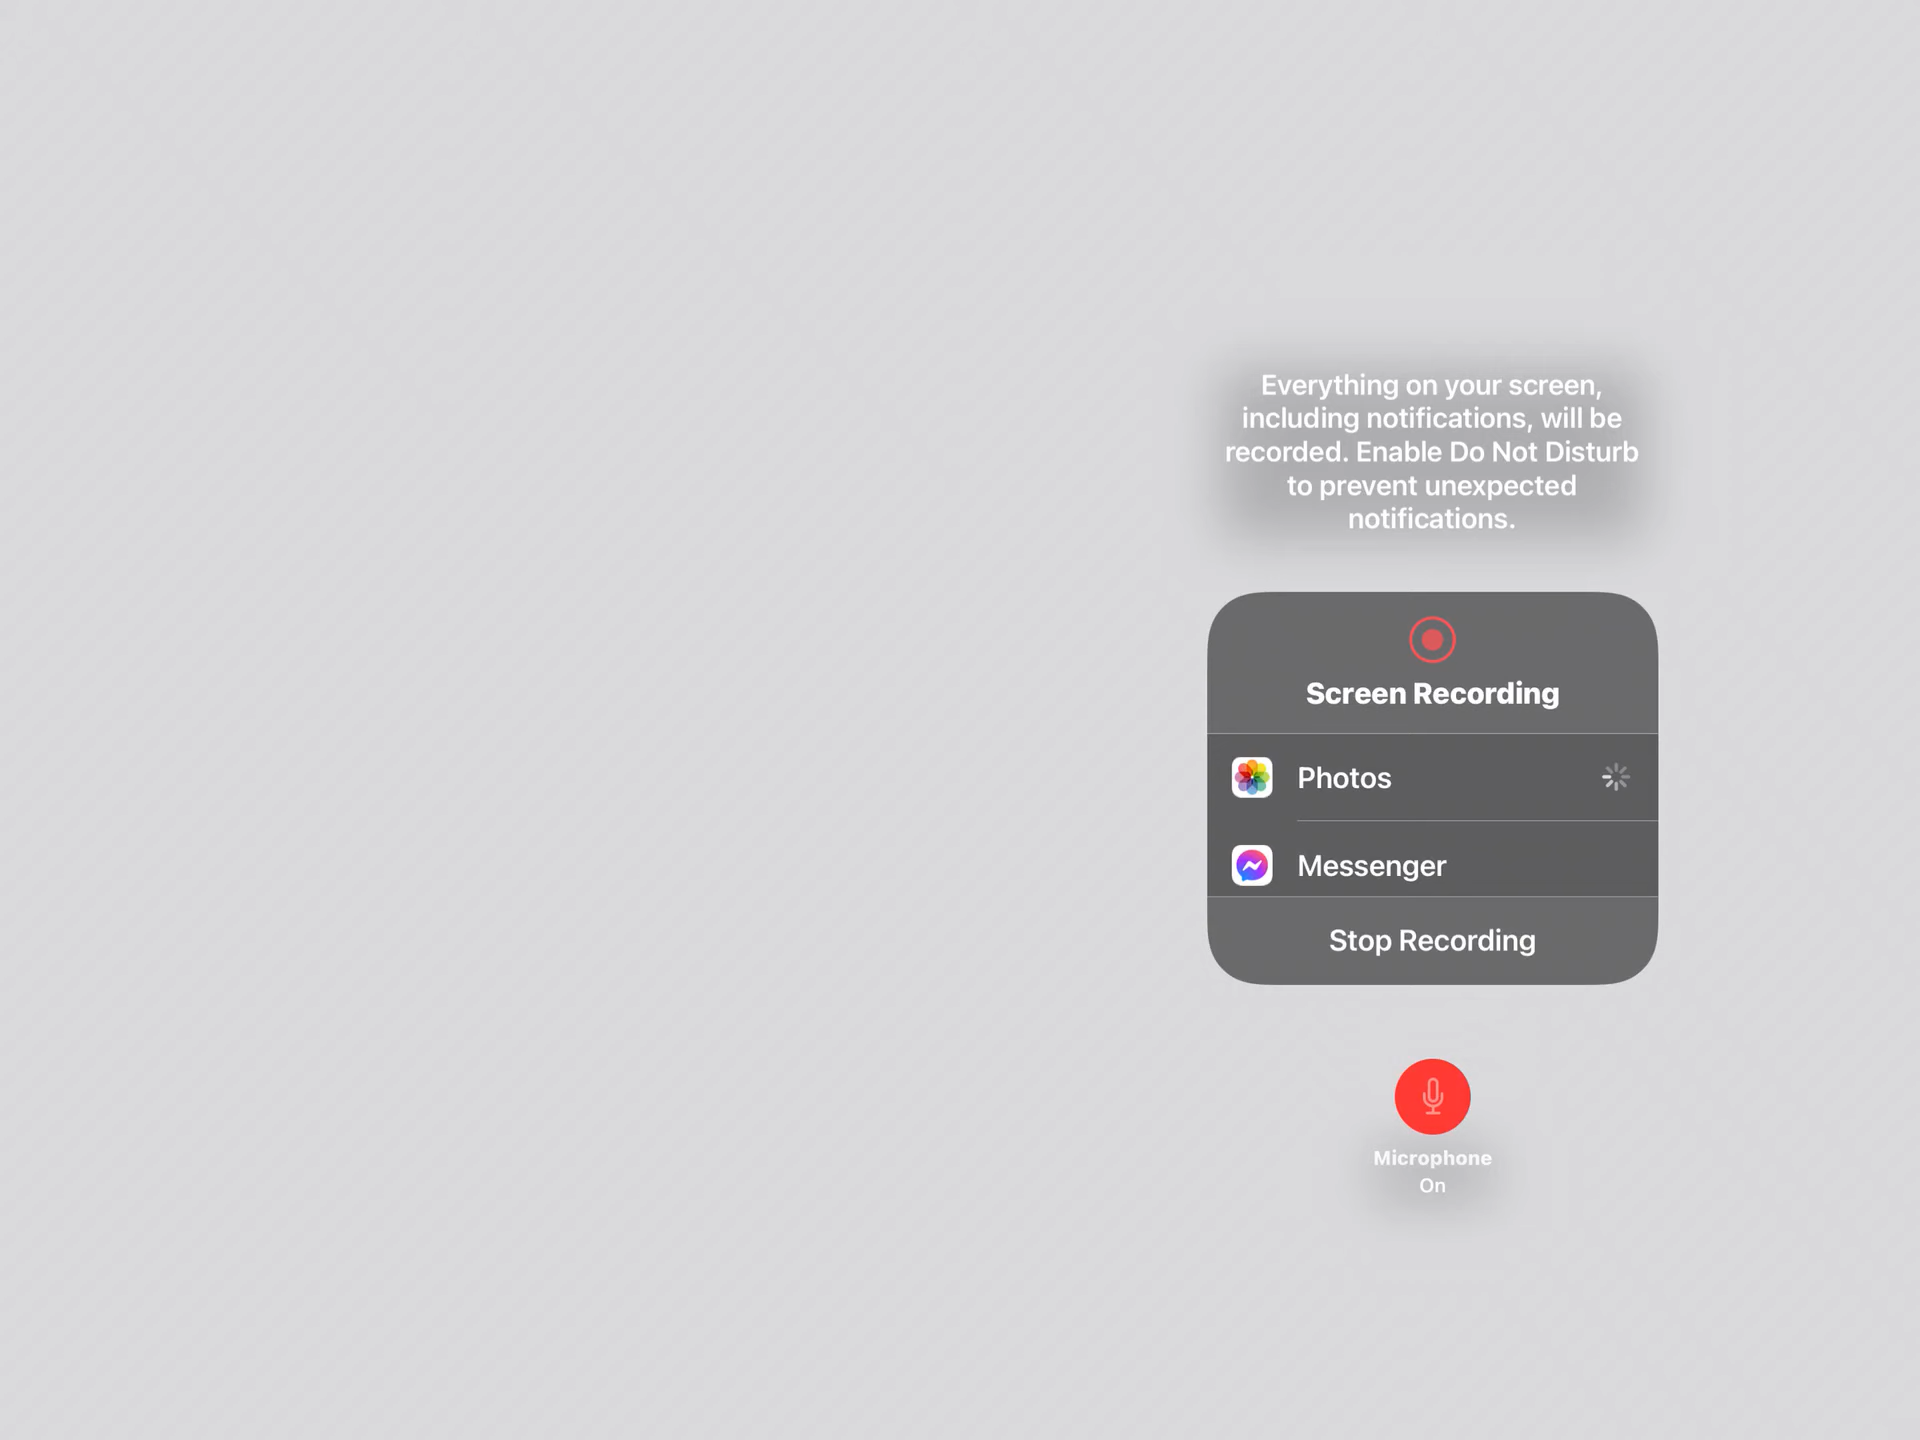 Everything on your screen,
including notifications, will be
recorded. Enable Do Not Disturb
to prevent unexpected
notifications.
Screen Recording
Photos
Messenger
Stop Recording
Microphone
On